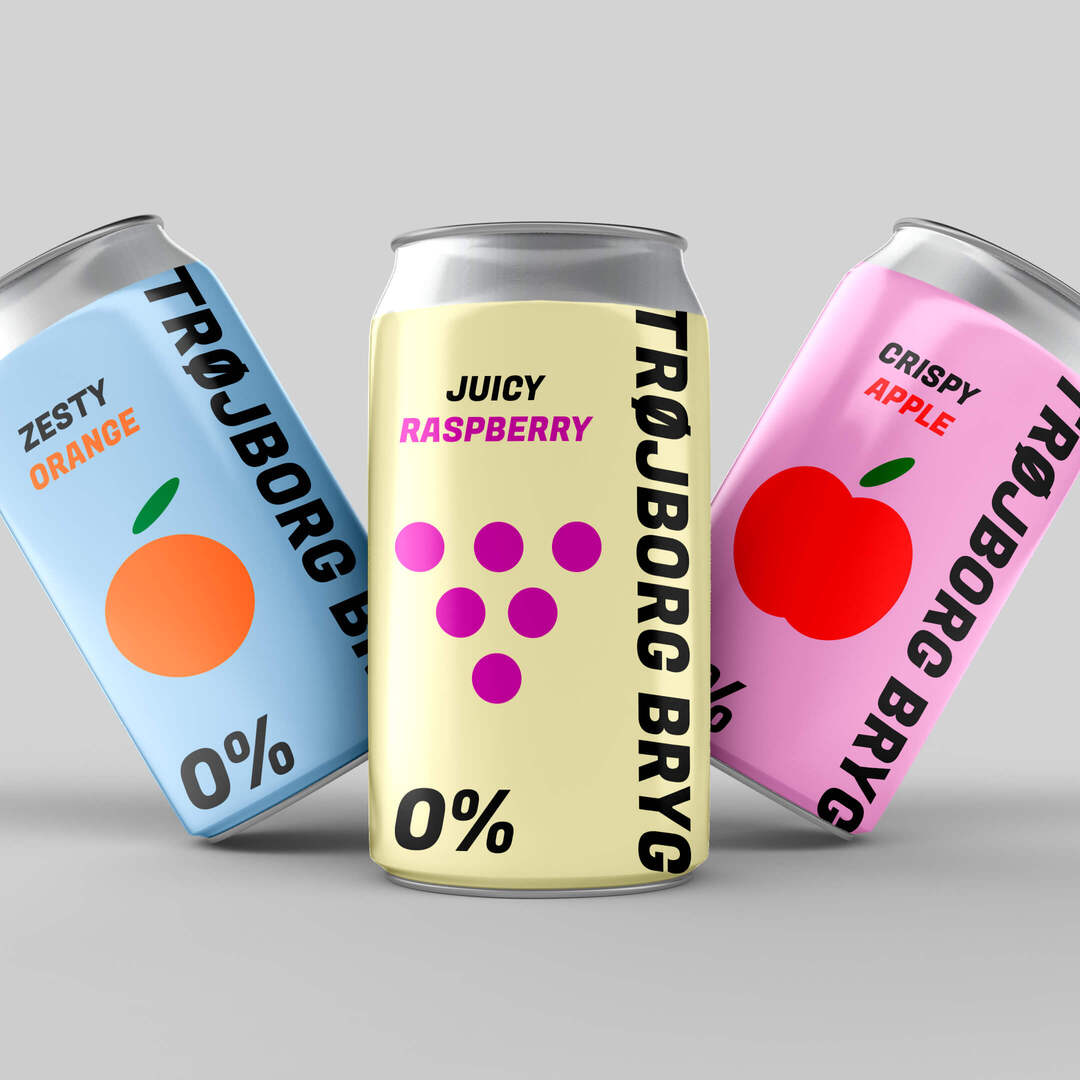 ZESTY
ORANGE
TRØJBORG BR
0%
JUICY
RASPBERRY
TRØJBORG BRYG
0%
CRISPY
APPLE
TRØJBORG BRYG
%